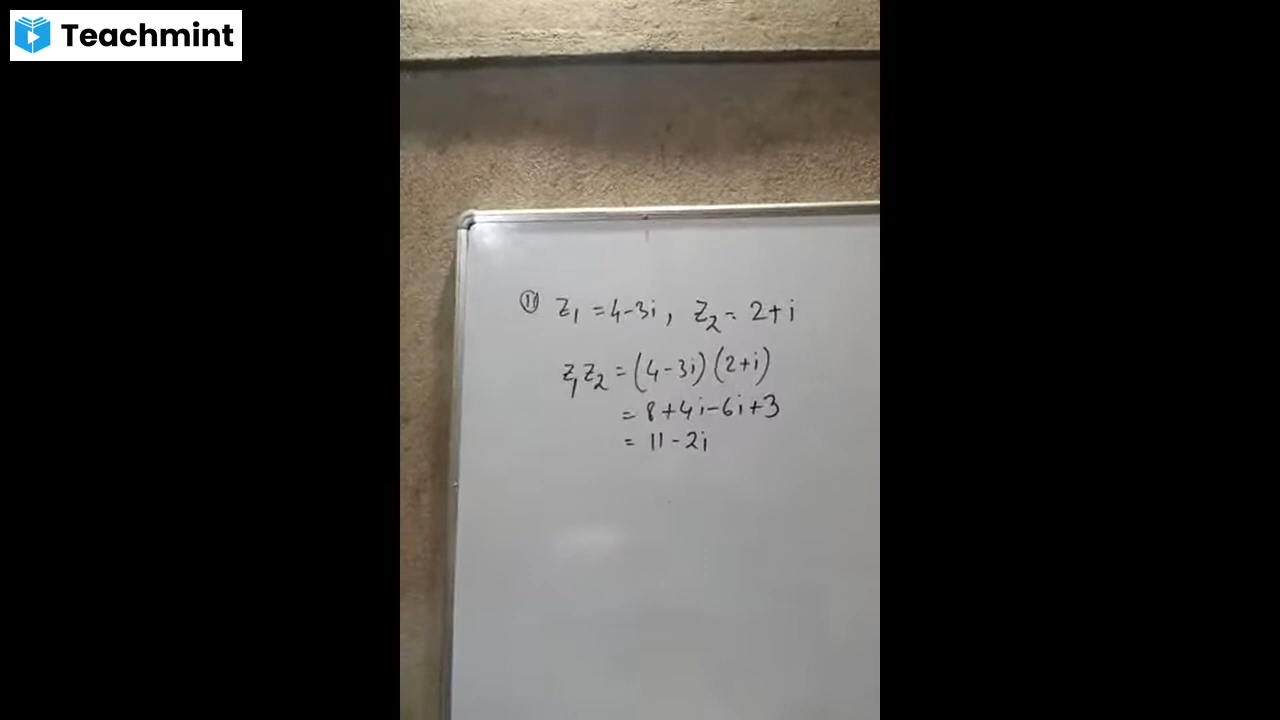 Teachmint
⑪ z₁ = 4-3i, z₂ = 2+i
z₁z₂ = (4-3i)(2+i)
= 8+4i-6i+3
= 11-2i